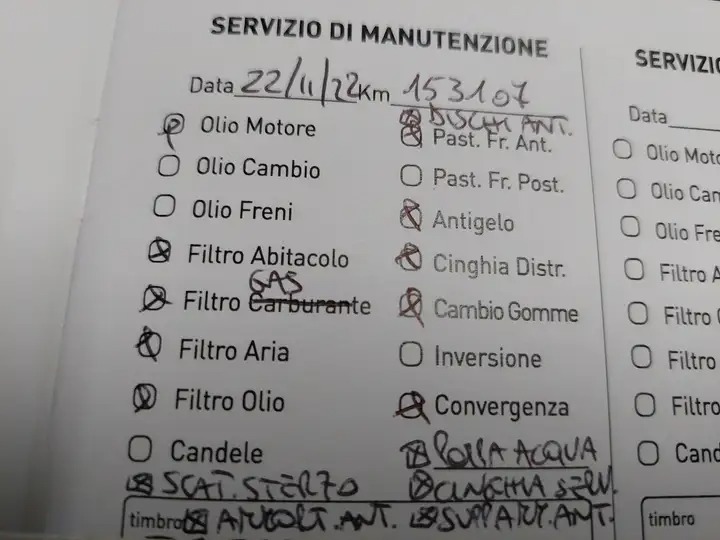 SERVIZIO DI MANUTENZIONE
Data 22/11/22 Km 153107
Olio Motore
Olio Cambio
Olio Freni
Filtro Abitacolo
GAS
Filtro Carburante
Filtro Aria
Filtro Olio
Candele
SCAT. STERZO
timbro AMMORT. ANT.
DISCHI ANT.
Past. Fr. Ant.
Past. Fr. Post.
Antigelo
Cinghia Distr.
Cambio Gomme
Inversione
Convergenza
POMPA ACQUA
CINGHIA SERV.
SUPP. AMM. ANT.
SERVIZIO
Data
Olio Moto
Olio Cam
Olio Fre
Filtro A
Filtro
Filtro
Filtro
Cand
timbro